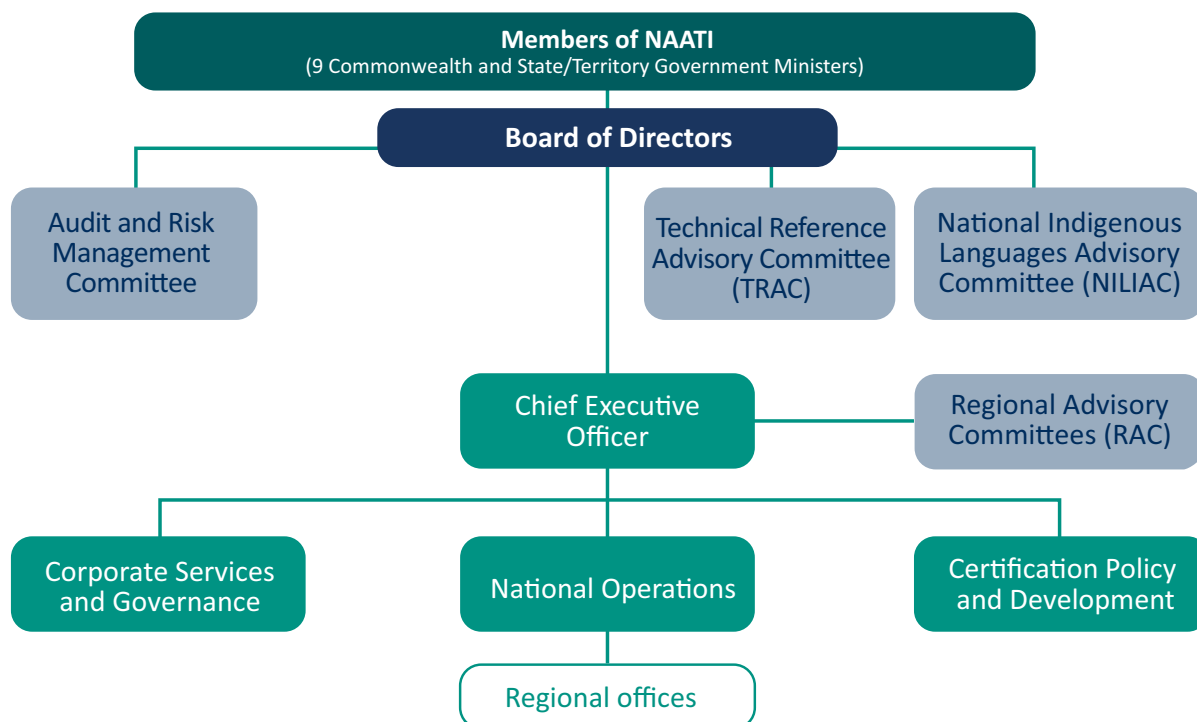 Members of NAATI
(9 Commonwealth and State/Territory Government Ministers)
Board of Directors
Audit and Risk
Management
Committee
Technical Reference
Advisory Committee
(TRAC)
National Indigenous
Languages Advisory
Committee (NILIAC)
Chief Executive
Officer
Regional Advisory
Committees (RAC)
Corporate Services
and Governance
National Operations
Certification Policy
and Development
Regional offices